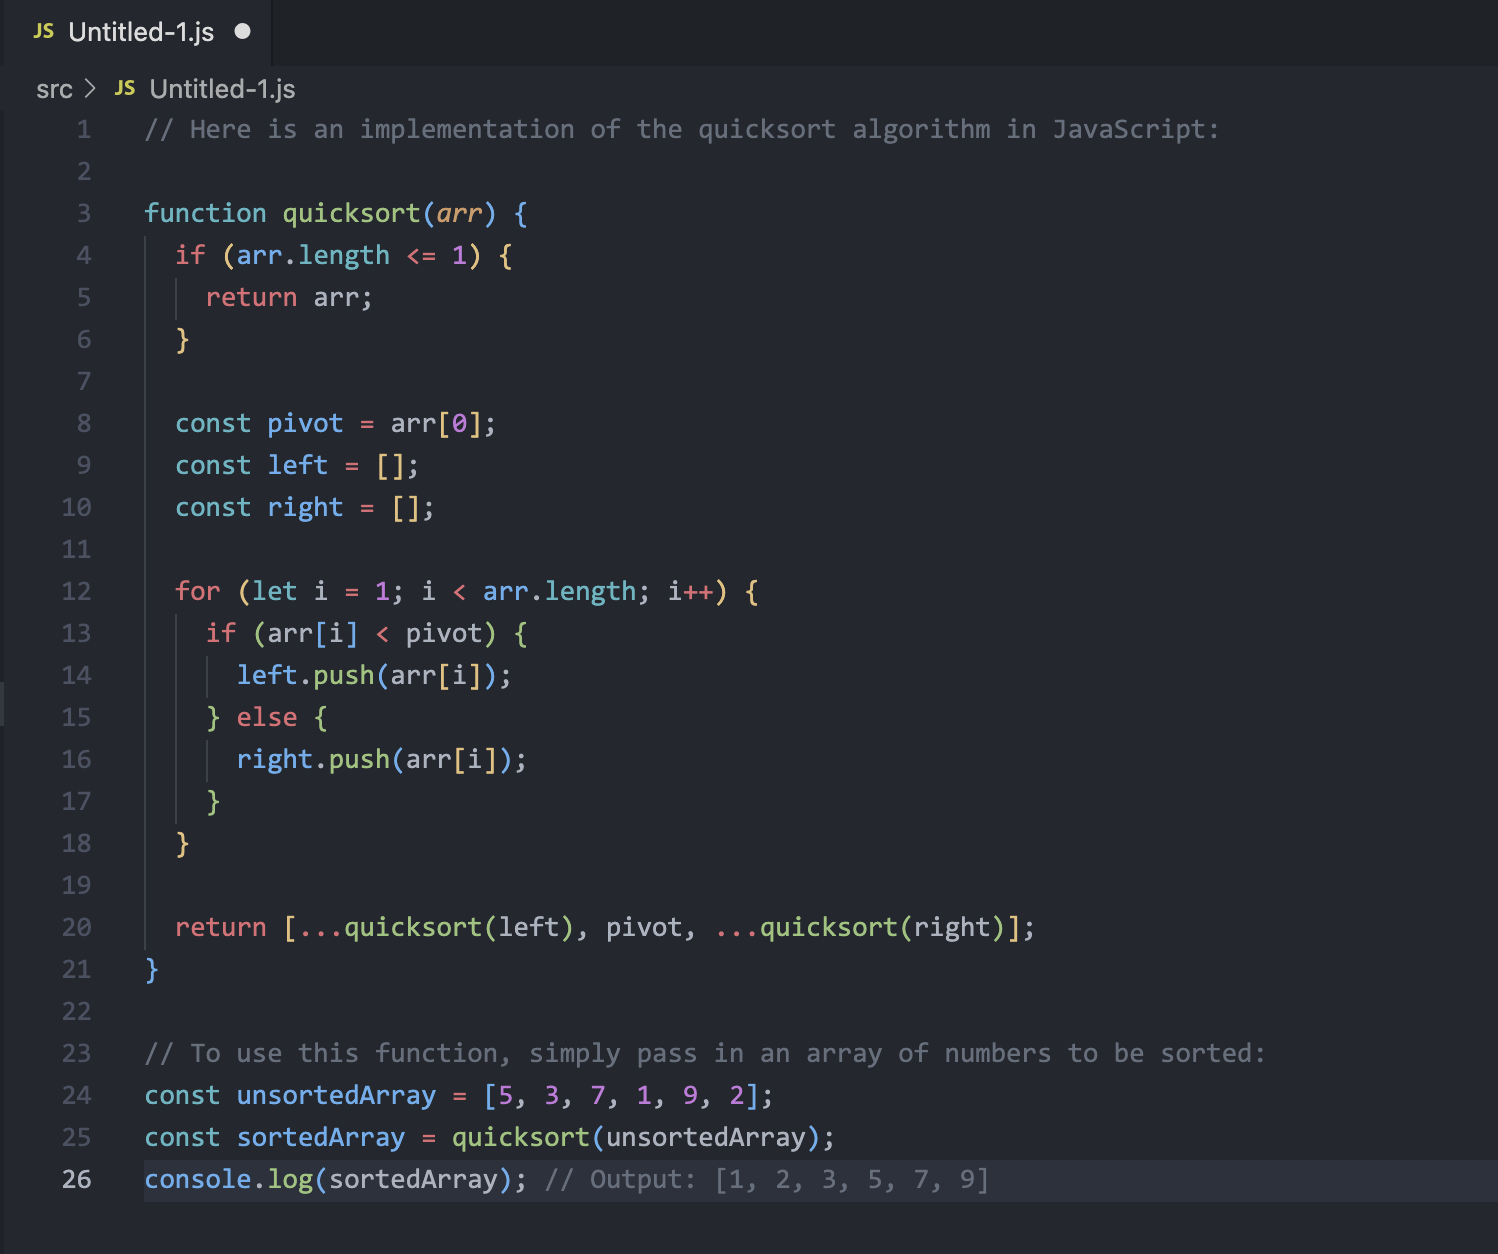 JS Untitled-1.js
src > JS Untitled-1.js
1 // Here is an implementation of the quicksort algorithm in JavaScript:
2
3 function quicksort(arr) {
4   if (arr.length <= 1) {
5     return arr;
6   }
7
8   const pivot = arr[0];
9   const left = [];
10   const right = [];
11
12   for (let i = 1; i < arr.length; i++) {
13     if (arr[i] < pivot) {
14       left.push(arr[i]);
15     } else {
16       right.push(arr[i]);
17     }
18   }
19
20   return [...quicksort(left), pivot, ...quicksort(right)];
21 }
22
23 // To use this function, simply pass in an array of numbers to be sorted:
24 const unsortedArray = [5, 3, 7, 1, 9, 2];
25 const sortedArray = quicksort(unsortedArray);
26 console.log(sortedArray); // Output: [1, 2, 3, 5, 7, 9]